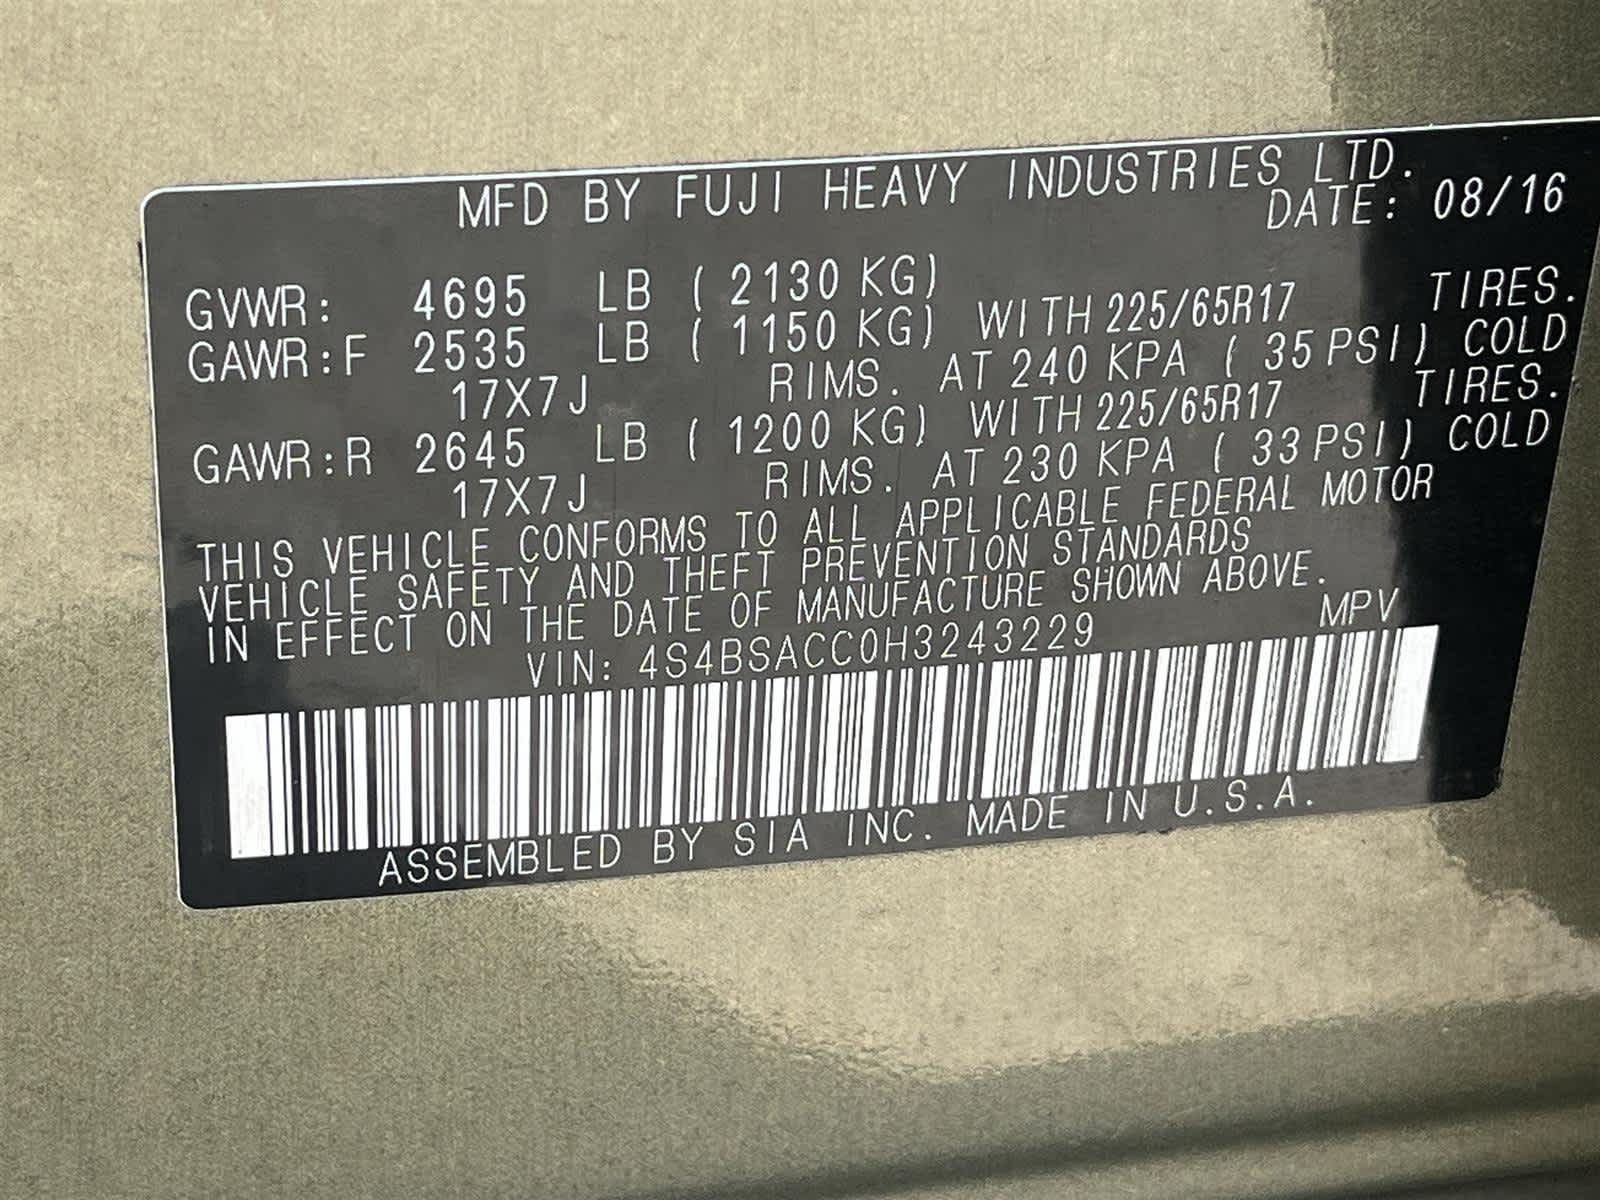 MFD BY FUJI HEAVY INDUSTRIES LTD.
DATE: 08/16
GVWR: 4695 LB ( 2130 KG)
GAWR:F 2535 LB ( 1150 KG) WITH 225/65R17 TIRES.
17X7J RIMS. AT 240 KPA ( 35 PSI) COLD
GAWR:R 2645 LB ( 1200 KG) WITH 225/65R17 TIRES.
17X7J RIMS. AT 230 KPA ( 33 PSI) COLD
THIS VEHICLE CONFORMS TO ALL APPLICABLE FEDERAL MOTOR
VEHICLE SAFETY AND THEFT PREVENTION STANDARDS
IN EFFECT ON THE DATE OF MANUFACTURE SHOWN ABOVE.
VIN: 4S4BSACC0H3243229 MPV
ASSEMBLED BY SIA INC. MADE IN U.S.A.